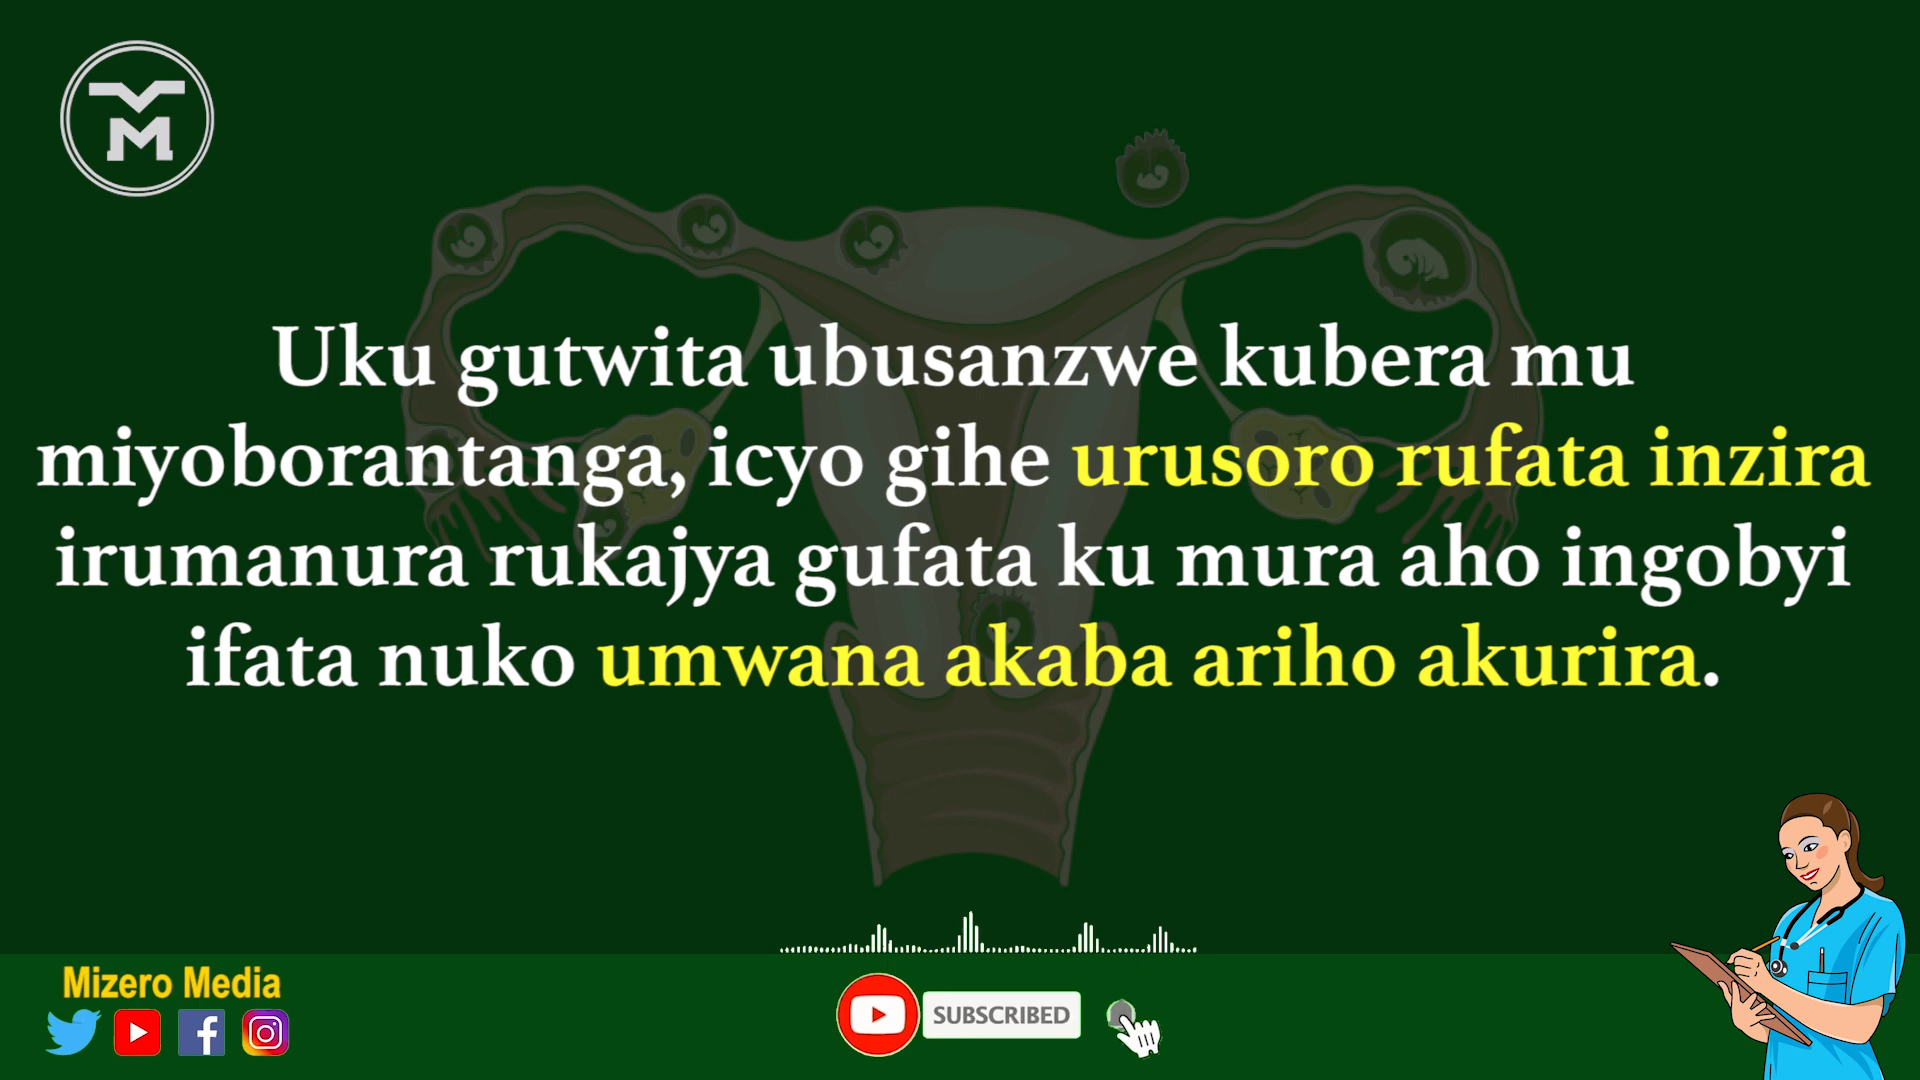 YM
Uku gutwita ubusanzwe kubera mu
miyoborantanga, icyo gihe urusoro rufata inzira
irumanura rukajya gufata ku mura aho ingobyi
ifata nuko umwana akaba ariho akurira.
Mizero Media
SUBSCRIBED